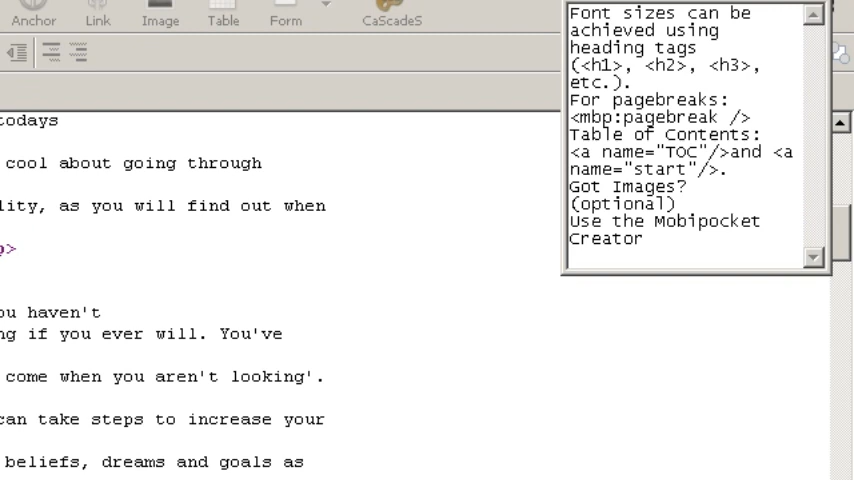 Anchor
Link
Image
Table
Form
CaScadeS
Font sizes can be
achieved using
heading tags
(<h1>, <h2>, <h3>,
etc.).
For pagebreaks:
<mbp:pagebreak />
Table of Contents:
<a name="TOC"/>and <a
name="start"/>.
Got Images?
(optional)
Use the Mobipocket
Creator
todays
cool about going through
lity, as you will find out when
p>
ou haven't
ng if you ever will. You've
come when you aren't looking'.
can take steps to increase your
beliefs, dreams and goals as